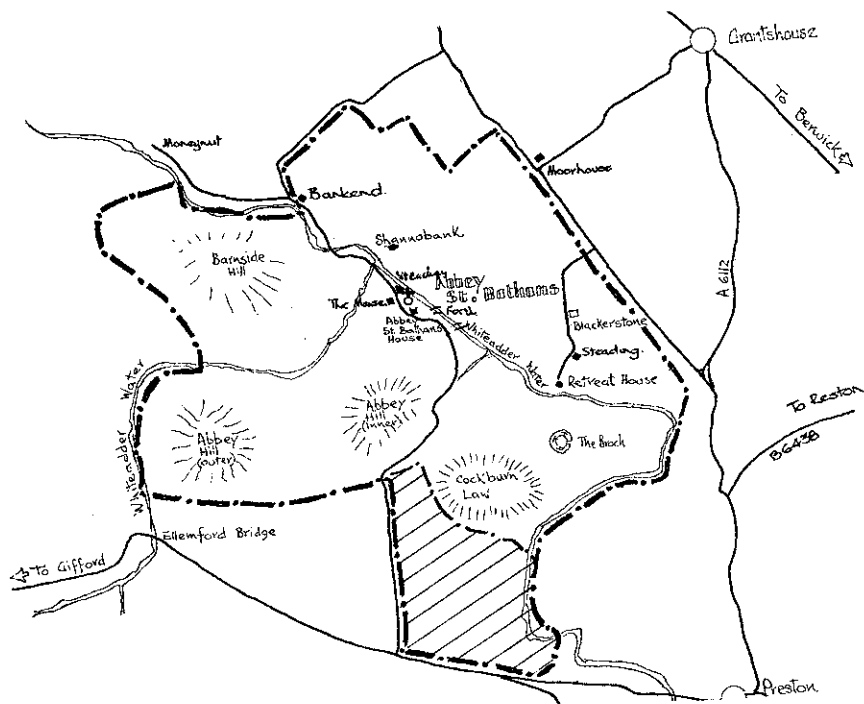 Grantshouse
To Berwick
Moneynut
Moorhouse
Bankend.
Shannobank
Barnside
Hill
Steading
Abbey
St. Bathans
The House
Ford
Abbey
St. Bathans
House
A 6112
Blackerstone
Whiteadder Water
Steading.
Retreat House
Whiteadder Water
To Reston
B6438
Abbey
Hill
(inner)
Abbey
Hill
(outer)
The Broch
Cockburn
Law
Ellemford Bridge
To Gifford
Preston